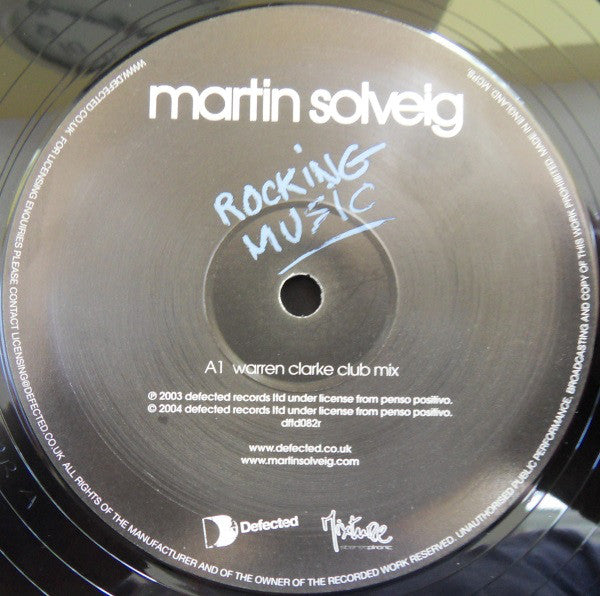 martin solveig
ROCKING
MUSIC
A1 warren clarke club mix
℗ 2003 defected records ltd under license from penso positivo.
© 2004 defected records ltd under license from penso positivo.
dftd082r
www.defected.co.uk
www.martinsolveig.com
Defected
Mixture
stereophonic
WWW.DEFECTED.CO.UK FOR LICENSING ENQUIRIES PLEASE CONTACT LICENSING@DEFECTED.CO.UK ALL RIGHTS OF THE MANUFACTURER AND OF THE OWNER OF THE RECORDED WORK RESERVED. UNAUTHORISED PUBLIC PERFORMANCE, BROADCASTING AND COPY OF THIS WORK PROHIBITED. MADE IN ENGLAND. MCPS.